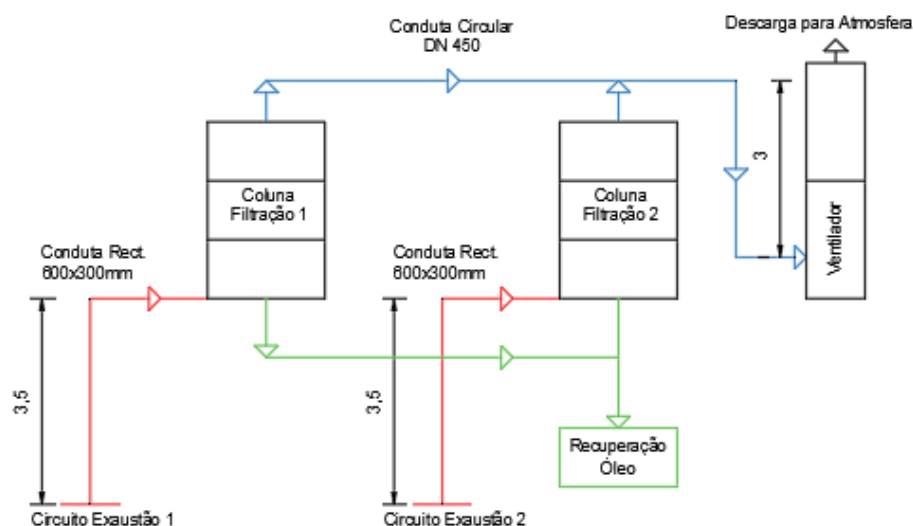 Descarga para Atmosfera
Conduta Circular
DN 450
Coluna
Filtração 1
Coluna
Filtração 2
3
Ventilador
Conduta Rect.
600x300mm
Conduta Rect.
600x300mm
3,5
3,5
Recuperação
Óleo
Circuito Exaustão 1
Circuito Exaustão 2